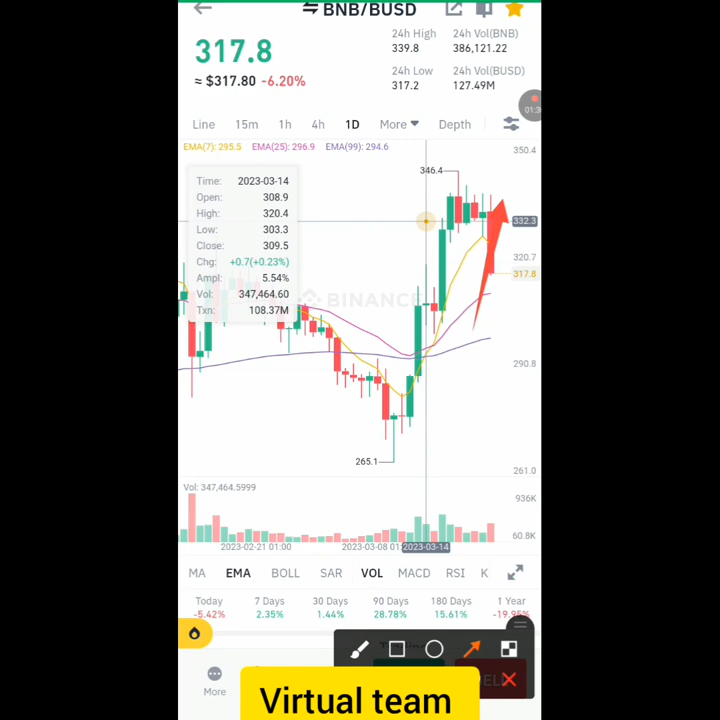 BNB/BUSD
317.8
≈ $317.80 -6.20%
24h High
339.8
24h Vol(BNB)
386,121.22
24h Low
317.2
24h Vol(BUSD)
127.49M
Line 15m 1h 4h 1D More Depth
EMA(7): 295.5 EMA(25): 296.9 EMA(99): 294.6
Time: 2023-03-14
Open: 308.9
High: 320.4
Low: 303.3
Close: 309.5
Chg: +0.7(+0.23%)
Ampl: 5.54%
Vol: 347,464.60
Txn: 108.37M
346.4
350.4
332.3
320.7
317.8
290.8
261.0
BINANCE
265.1
Vol: 347,464.5999
936K
60.8K
2023-02-21 01:00 2023-03-08 2023-03-14
MA EMA BOLL SAR VOL MACD RSI K
Today 7 Days 30 Days 90 Days 180 Days 1 Year
-5.42% 2.35% 1.44% 28.78% 15.61% -19.95%
More
Virtual team